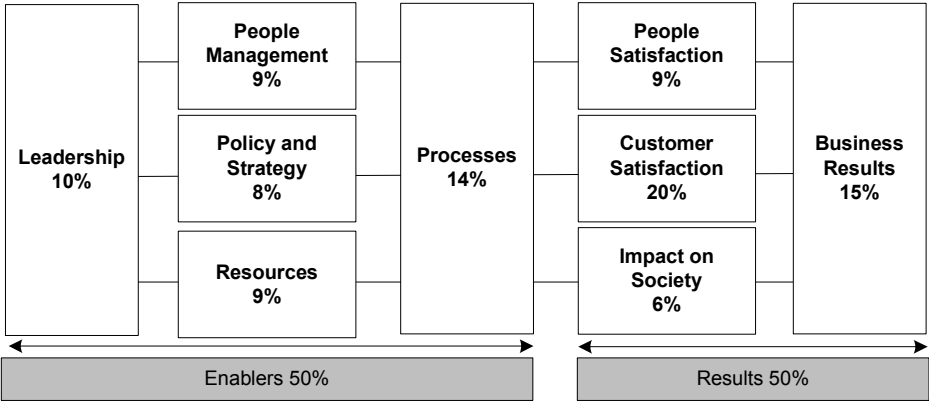 Leadership
10%
People
Management
9%
Policy and
Strategy
8%
Resources
9%
Processes
14%
People
Satisfaction
9%
Customer
Satisfaction
20%
Impact on
Society
6%
Business
Results
15%
Enablers 50%
Results 50%